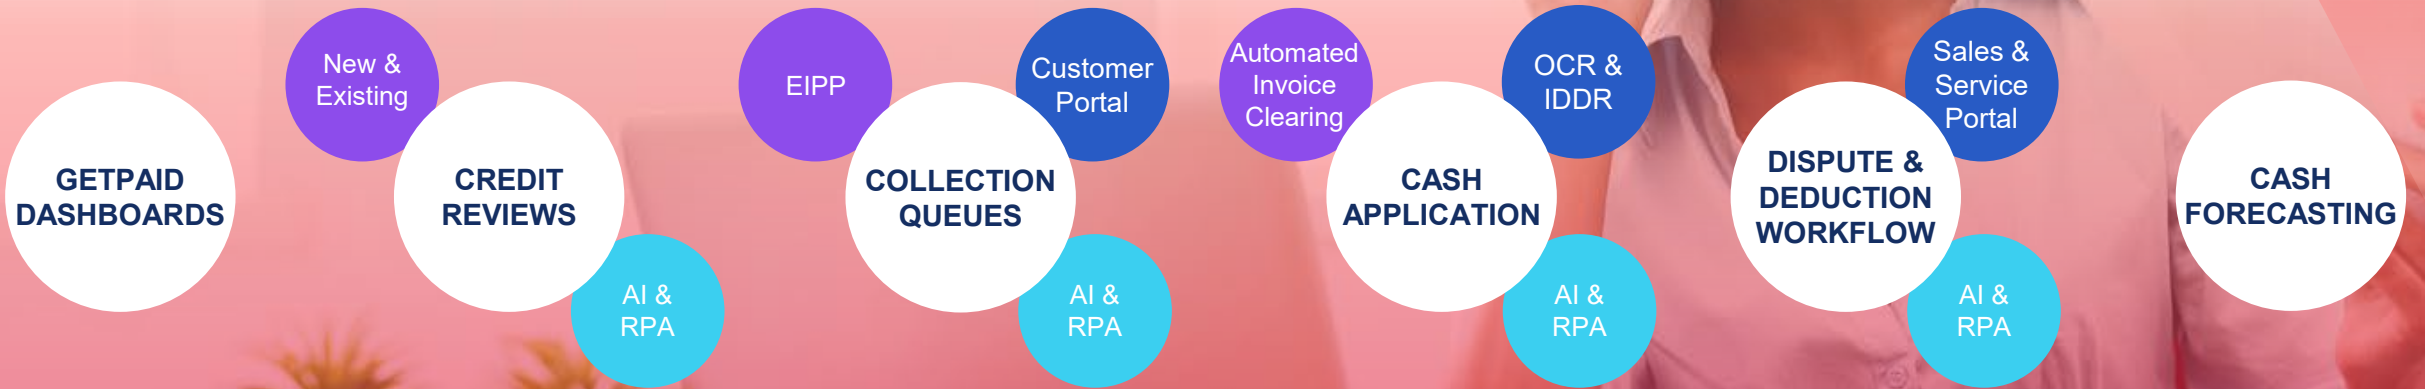 GETPAID
DASHBOARDS
New &
Existing
CREDIT
REVIEWS
AI &
RPA
EIPP
COLLECTION
QUEUES
Customer
Portal
AI &
RPA
Automated
Invoice
Clearing
CASH
APPLICATION
OCR &
IDDR
AI &
RPA
DISPUTE &
DEDUCTION
WORKFLOW
Sales &
Service
Portal
AI &
RPA
CASH
FORECASTING